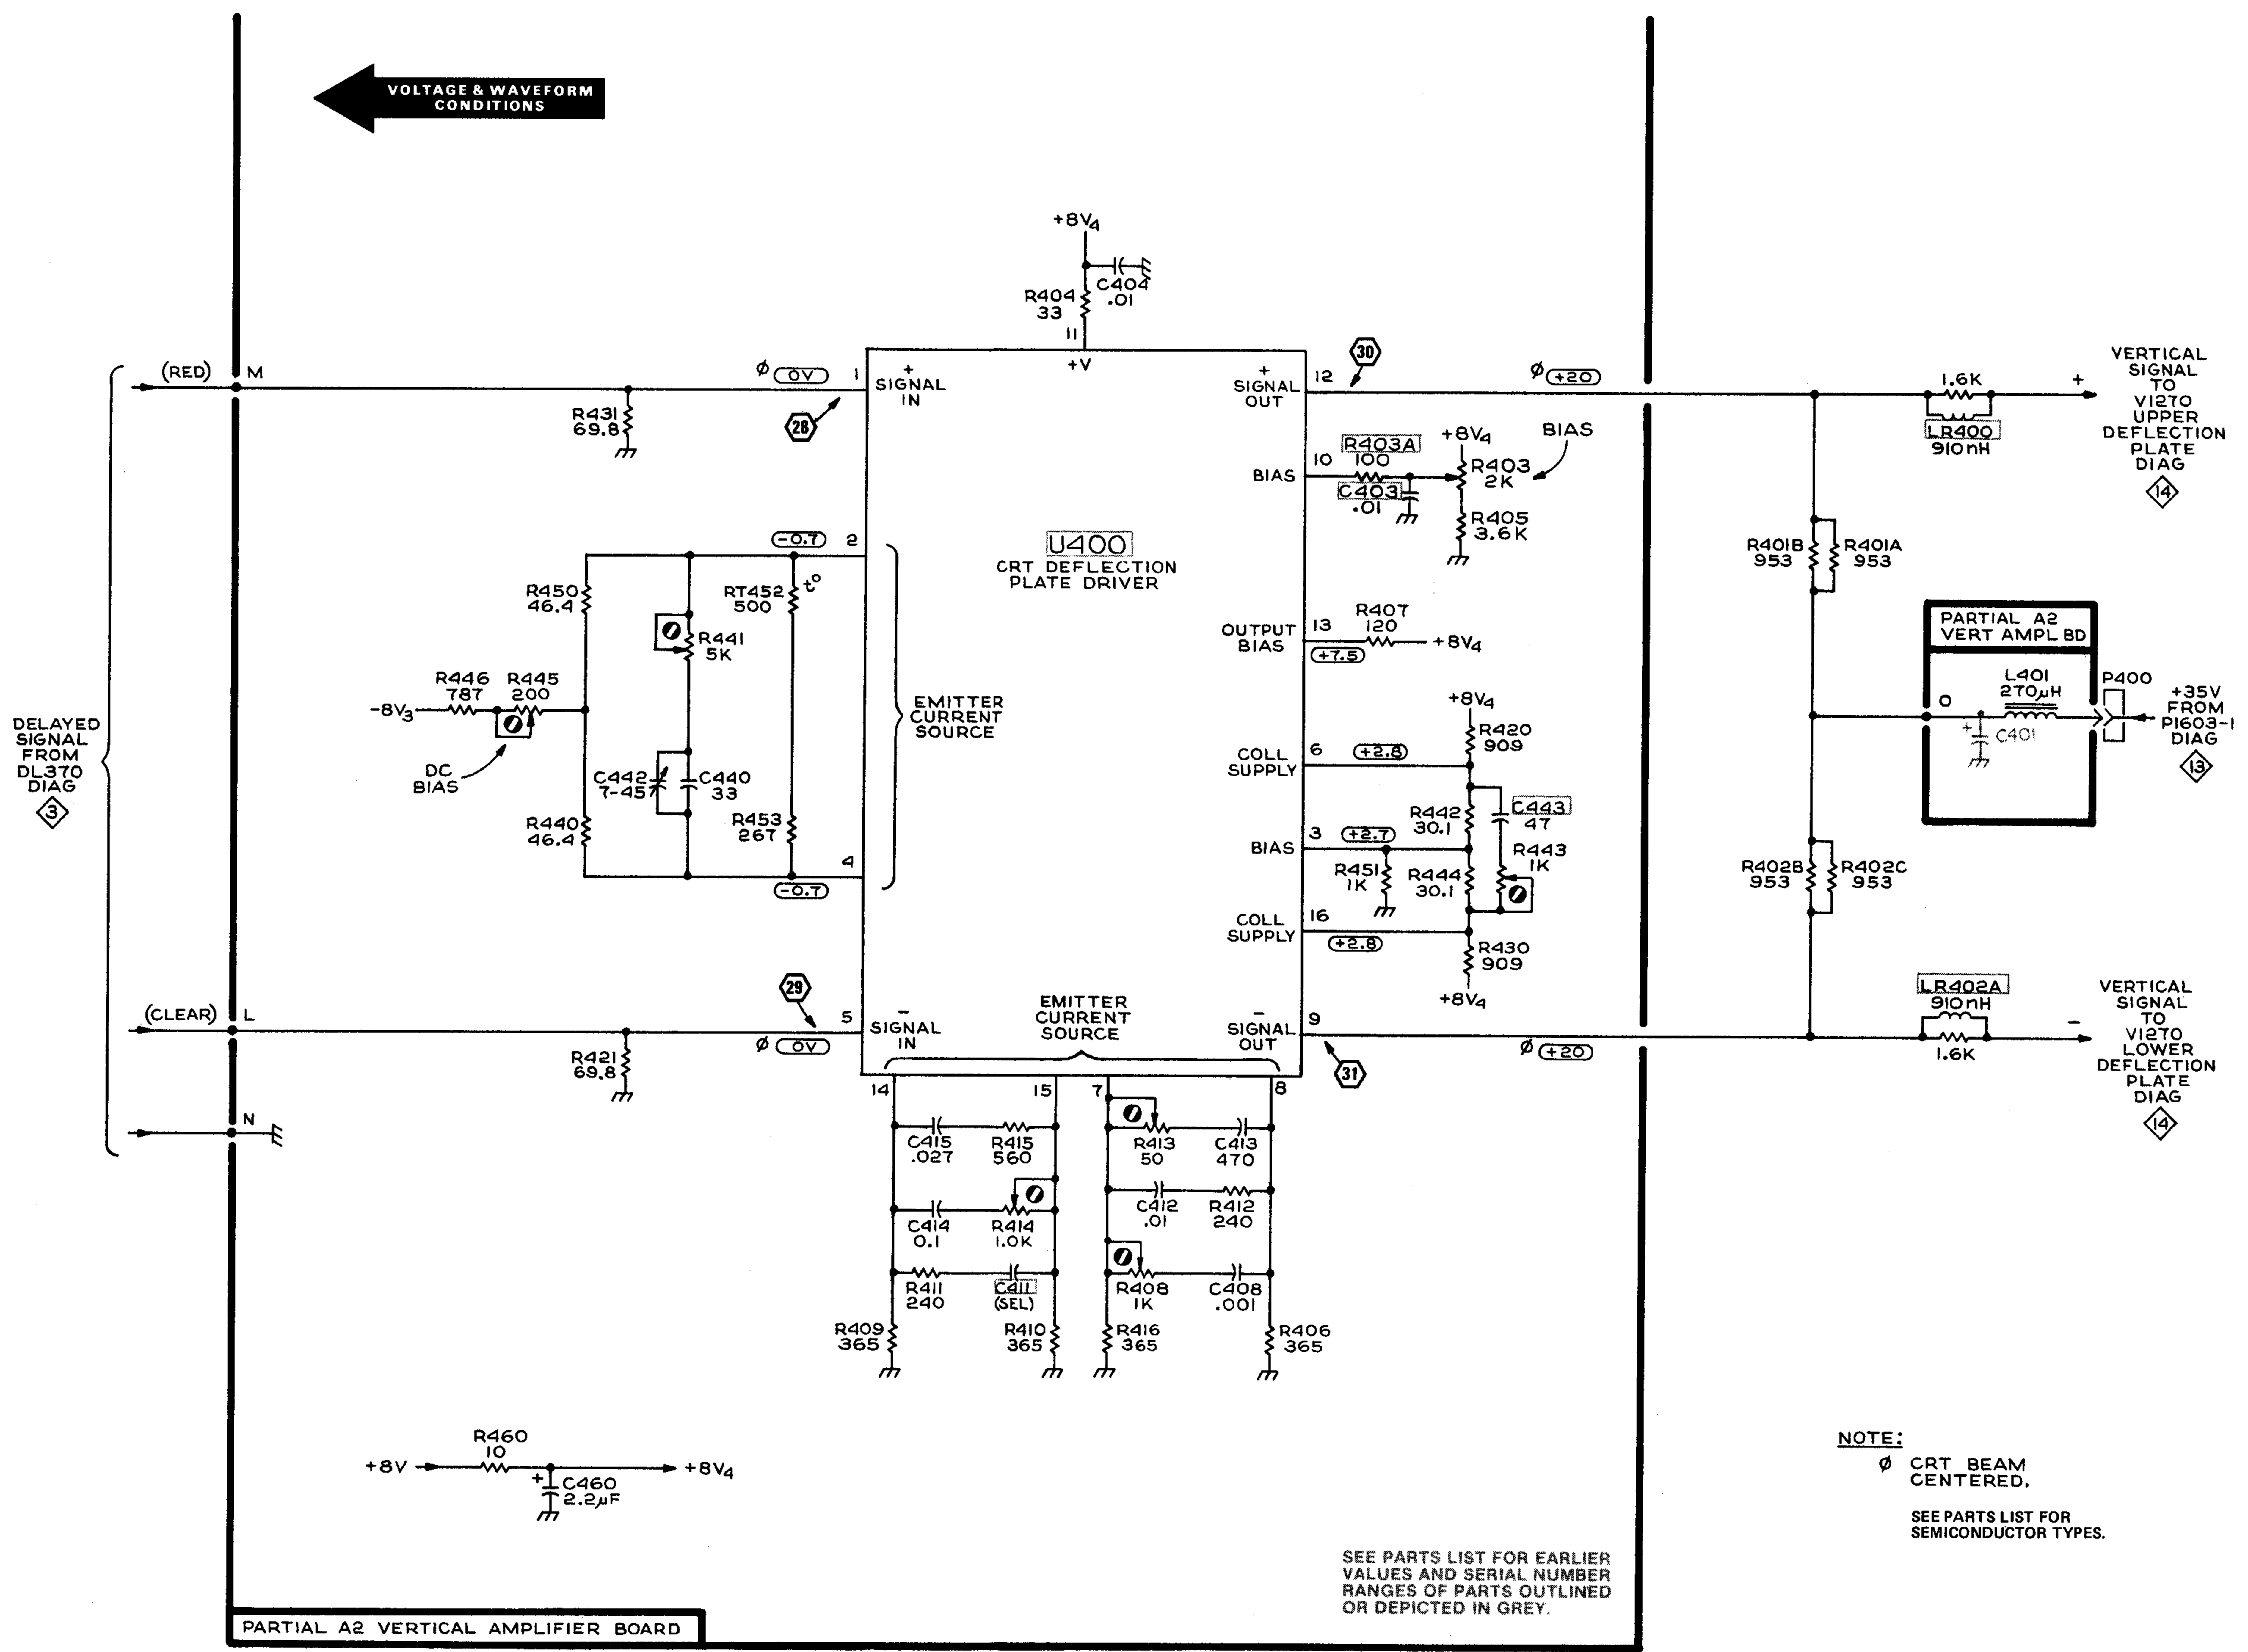 VOLTAGE & WAVEFORM
CONDITIONS
+8V4
C404
.01
R404
33
11
+V
(RED)
M
R431
69.8
ø
0V
1
28
+
SIGNAL
IN
+
SIGNAL
OUT
12
30
ø
+20
1.6K
LR400
910nH
+
VERTICAL
SIGNAL
TO
V1270
UPPER
DEFLECTION
PLATE
DIAG
14
BIAS
10
R403A
100
C403
.01
+8V4
R403
2K
BIAS
R405
3.6K
U400
CRT DEFLECTION
PLATE DRIVER
-0.7
2
R450
46.4
RT452
500
t°
R441
5K
R446
787
R445
200
-8V3
DC
BIAS
C442
7-45
C440
33
R440
46.4
R453
267
4
-0.7
EMITTER
CURRENT
SOURCE
OUTPUT
BIAS
13
R407
120
+7.5
+8V4
+8V4
R420
909
COLL
SUPPLY
6
+2.8
R442
30.1
C443
47
BIAS
3
+2.7
R451
1K
R444
30.1
R443
1K
COLL
SUPPLY
16
+2.8
R430
909
+8V4
R401B
953
R401A
953
PARTIAL A2
VERT AMPL BD
O
L401
270µH
+
C401
P400
+35V
FROM
P1603-1
DIAG
13
R402B
953
R402C
953
DELAYED
SIGNAL
FROM
DL370
DIAG
3
(CLEAR)
L
R421
69.8
29
ø
0V
5
-
SIGNAL
IN
EMITTER
CURRENT
SOURCE
-
SIGNAL
OUT
9
31
ø
+20
LR402A
910nH
1.6K
-
VERTICAL
SIGNAL
TO
V1270
LOWER
DEFLECTION
PLATE
DIAG
14
N
14
15
7
8
C415
.027
R415
560
R413
50
C413
470
C414
0.1
R414
1.0K
C412
.01
R412
240
R411
240
C411
(SEL)
R408
1K
C408
.001
R409
365
R410
365
R416
365
R406
365
+8V
R460
10
+8V4
+
C460
2.2µF
NOTE:
ø CRT BEAM
CENTERED.
SEE PARTS LIST FOR
SEMICONDUCTOR TYPES.
SEE PARTS LIST FOR EARLIER
VALUES AND SERIAL NUMBER
RANGES OF PARTS OUTLINED
OR DEPICTED IN GREY.
PARTIAL A2 VERTICAL AMPLIFIER BOARD